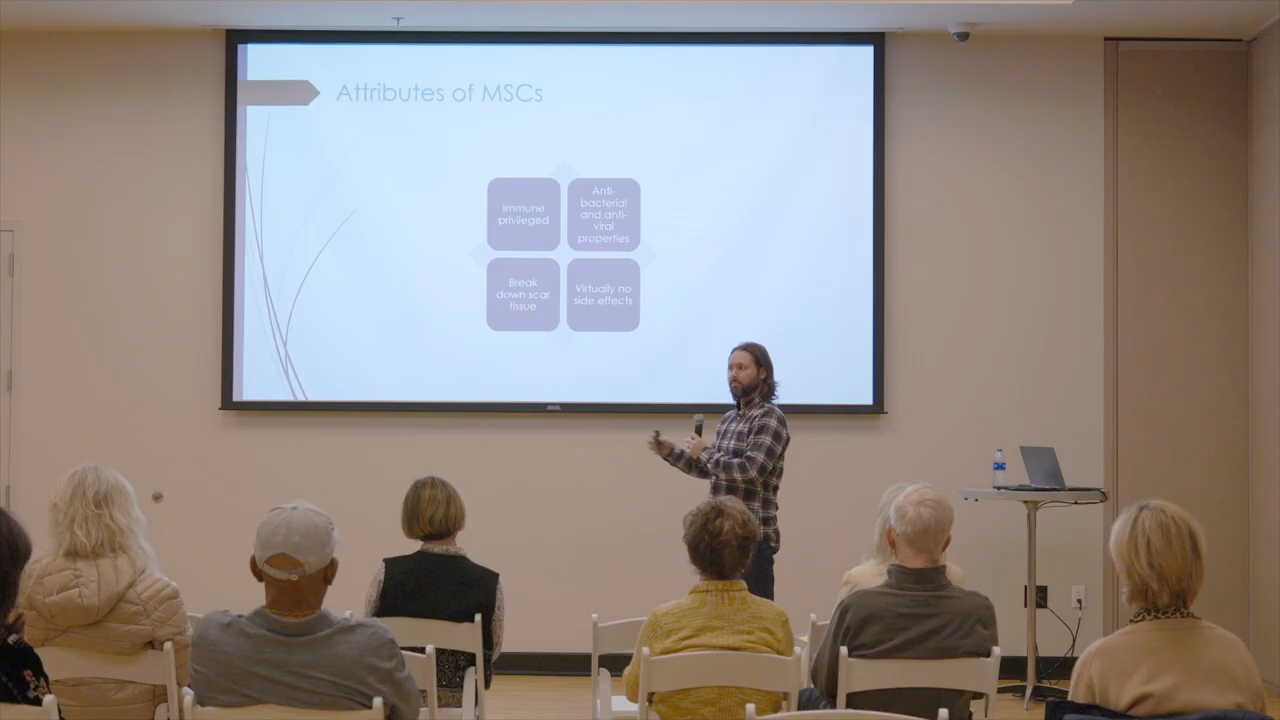 Attributes of MSCs
Immune
privileged
Anti-
bacterial
and anti-
viral
properties
Break
down scar
tissue
Virtually no
side effects